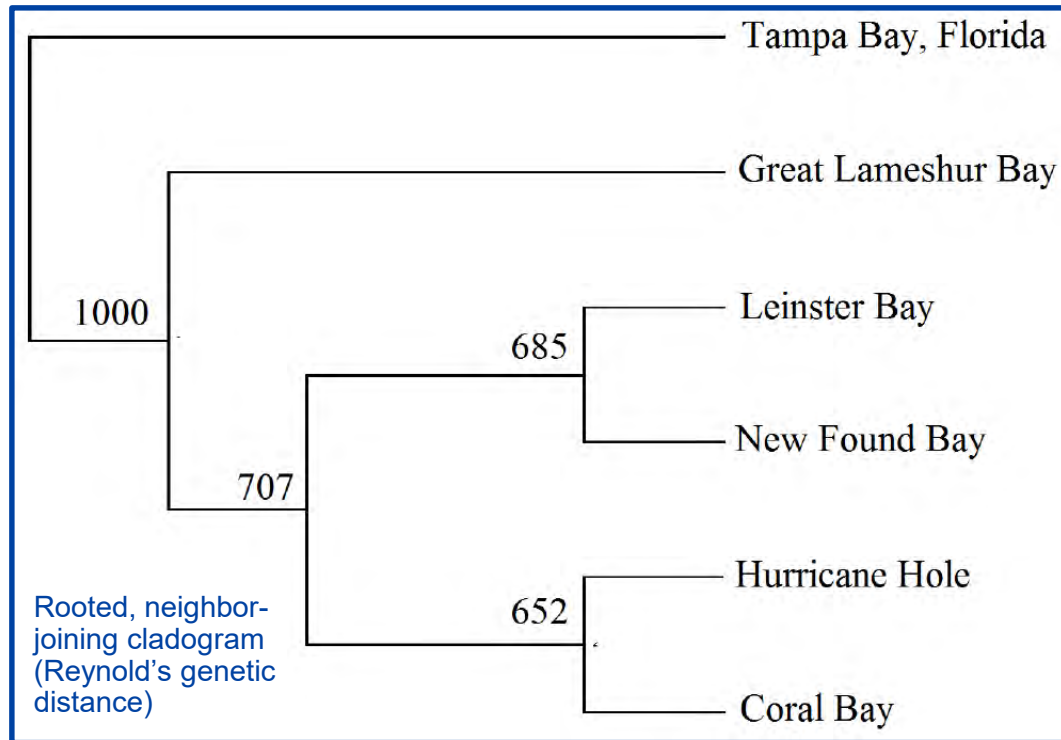 Tampa Bay, Florida
Great Lameshur Bay
1000
Leinster Bay
685
New Found Bay
707
Hurricane Hole
652
Rooted, neighbor-
joining cladogram
(Reynold’s genetic
distance)
Coral Bay